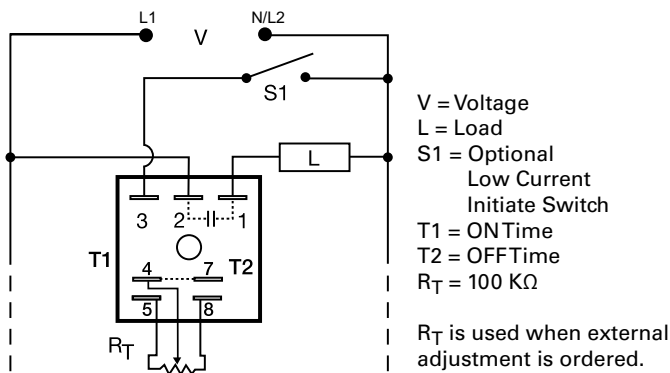 L1
V
N/L2
S1
L
3
2
1
T1
4
7
T2
5
8
RT
V = Voltage
L = Load
S1 = Optional
Low Current
Initiate Switch
T1 = ON Time
T2 = OFF Time
RT = 100 KΩ
RT is used when external
adjustment is ordered.